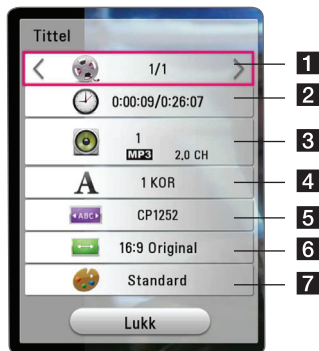 Tittel
1/1 1
0:00:09/0:26:07 2
1
MP3 2.0 CH 3
A 1 KOR 4
ABC CP1252 5
16:9 Original 6
Standard 7
Lukk